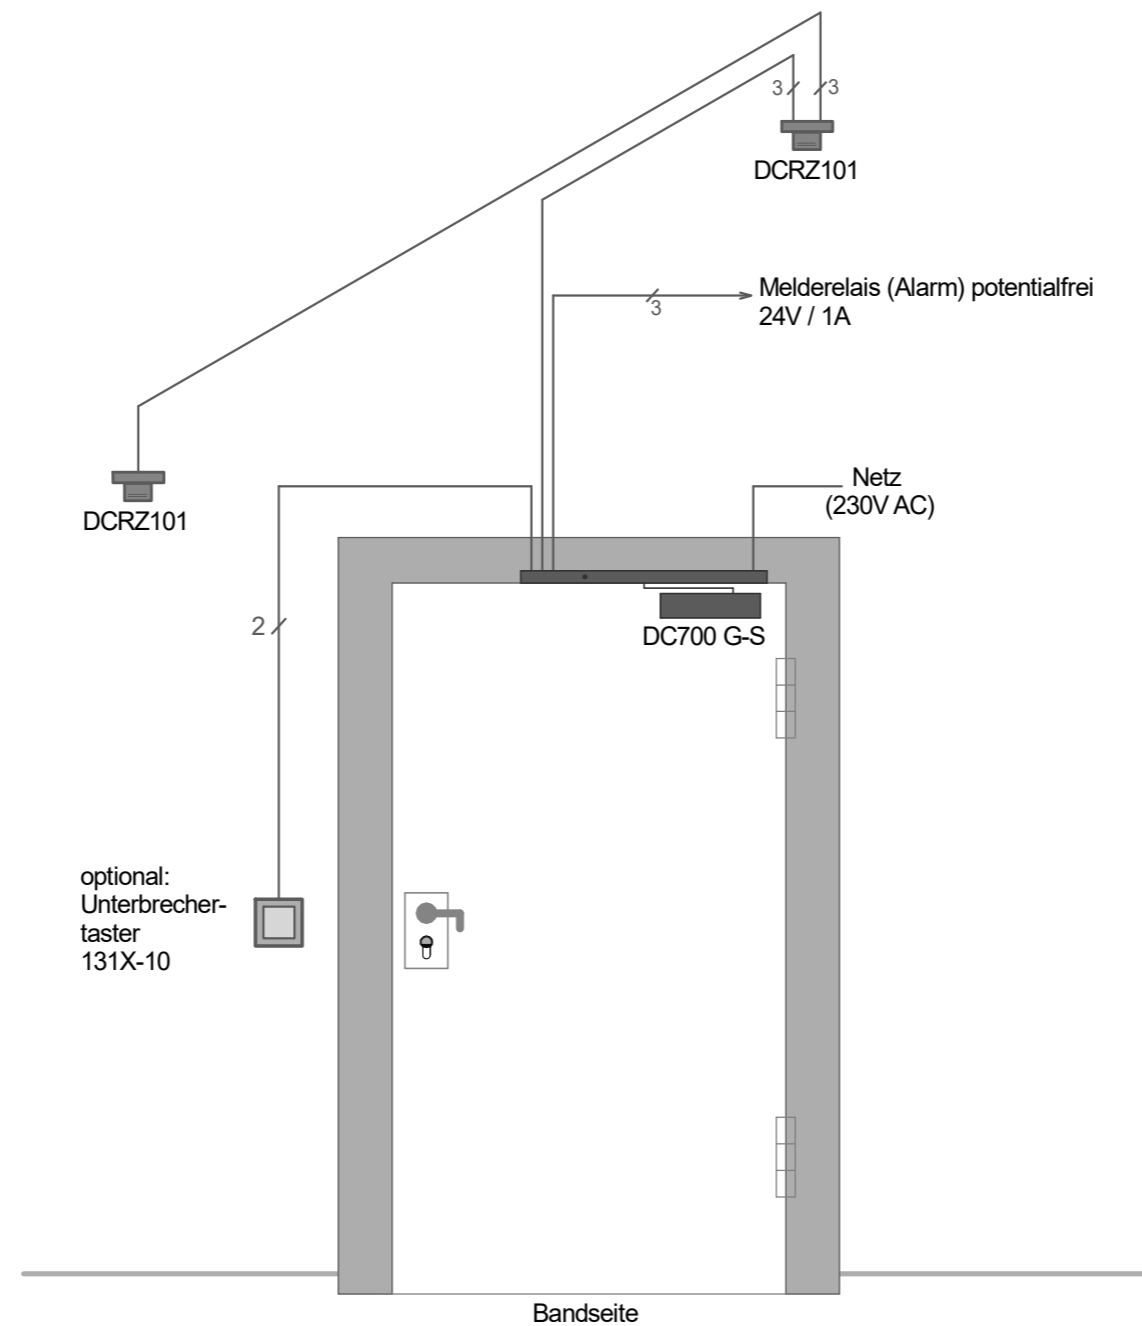 3 3
DCRZ101
Melderelais (Alarm) potentialfrei
24V / 1A
3
Netz
(230V AC)
DCRZ101
2
DC700 G-S
optional:
Unterbrecher-
taster
131X-10
Bandseite